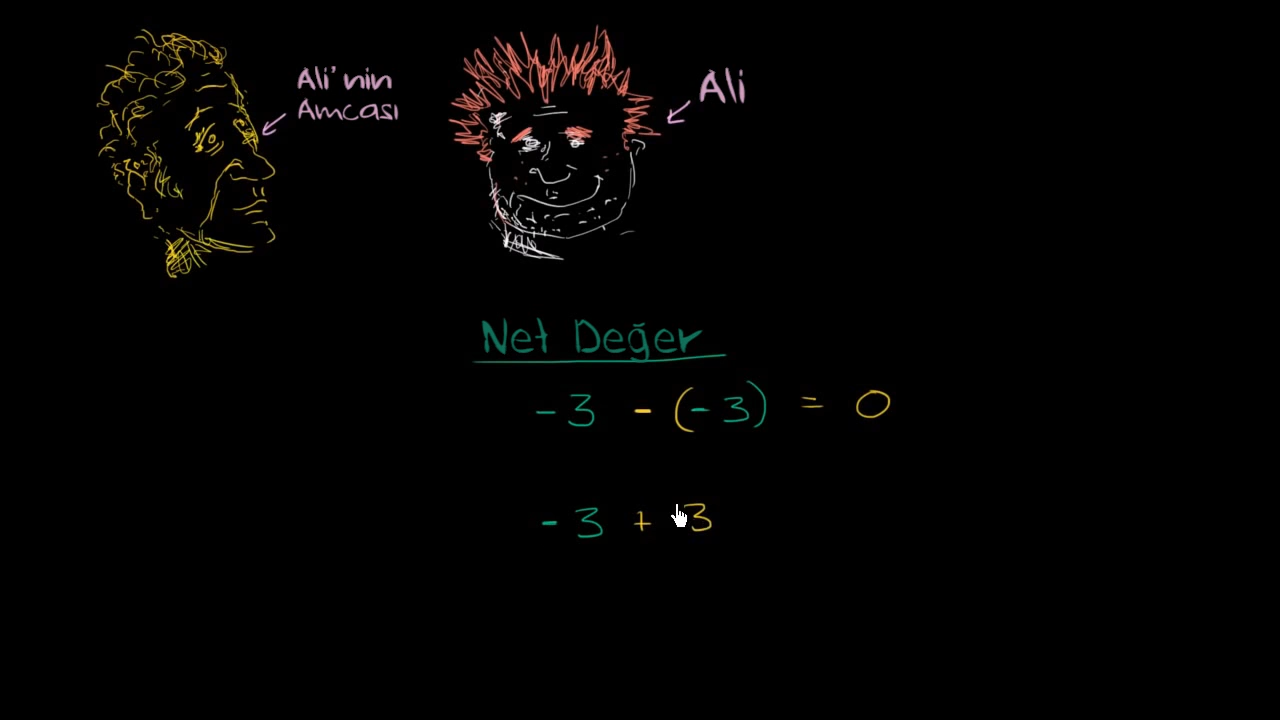 Ali'nin
Amcası
Ali
Net Değer
-3 - (-3) = 0
-3 + 3